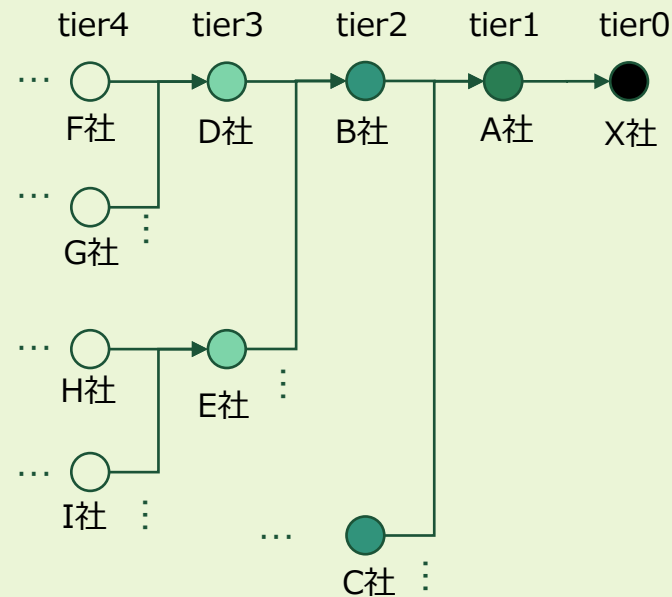 tier4 tier3 tier2 tier1 tier0
… F社 D社 B社 A社 X社
… G社 …
… H社 E社 …
… I社 …
… C社 …